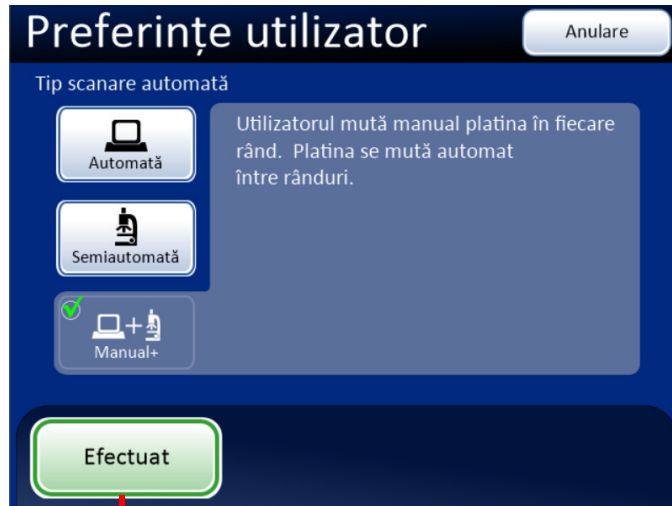 Preferințe utilizator
Anulare
Tip scanare automată
Automată
Utilizatorul mută manual platina în fiecare
rând. Platina se mută automat
între rânduri.
Semiautomată
Manual+
Efectuat